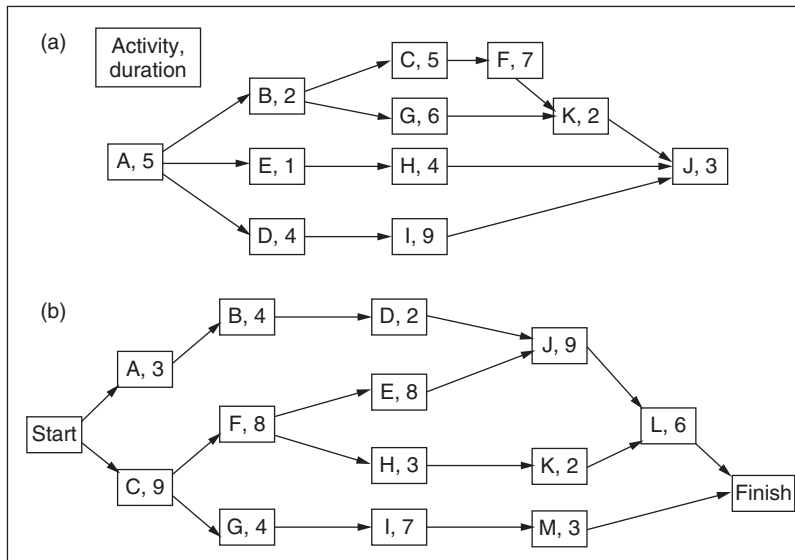 (a)
Activity,
duration
C, 5
F, 7
B, 2
G, 6
K, 2
A, 5
E, 1
H, 4
J, 3
D, 4
I, 9
(b)
B, 4
D, 2
J, 9
A, 3
E, 8
Start
F, 8
L, 6
H, 3
K, 2
C, 9
Finish
G, 4
I, 7
M, 3